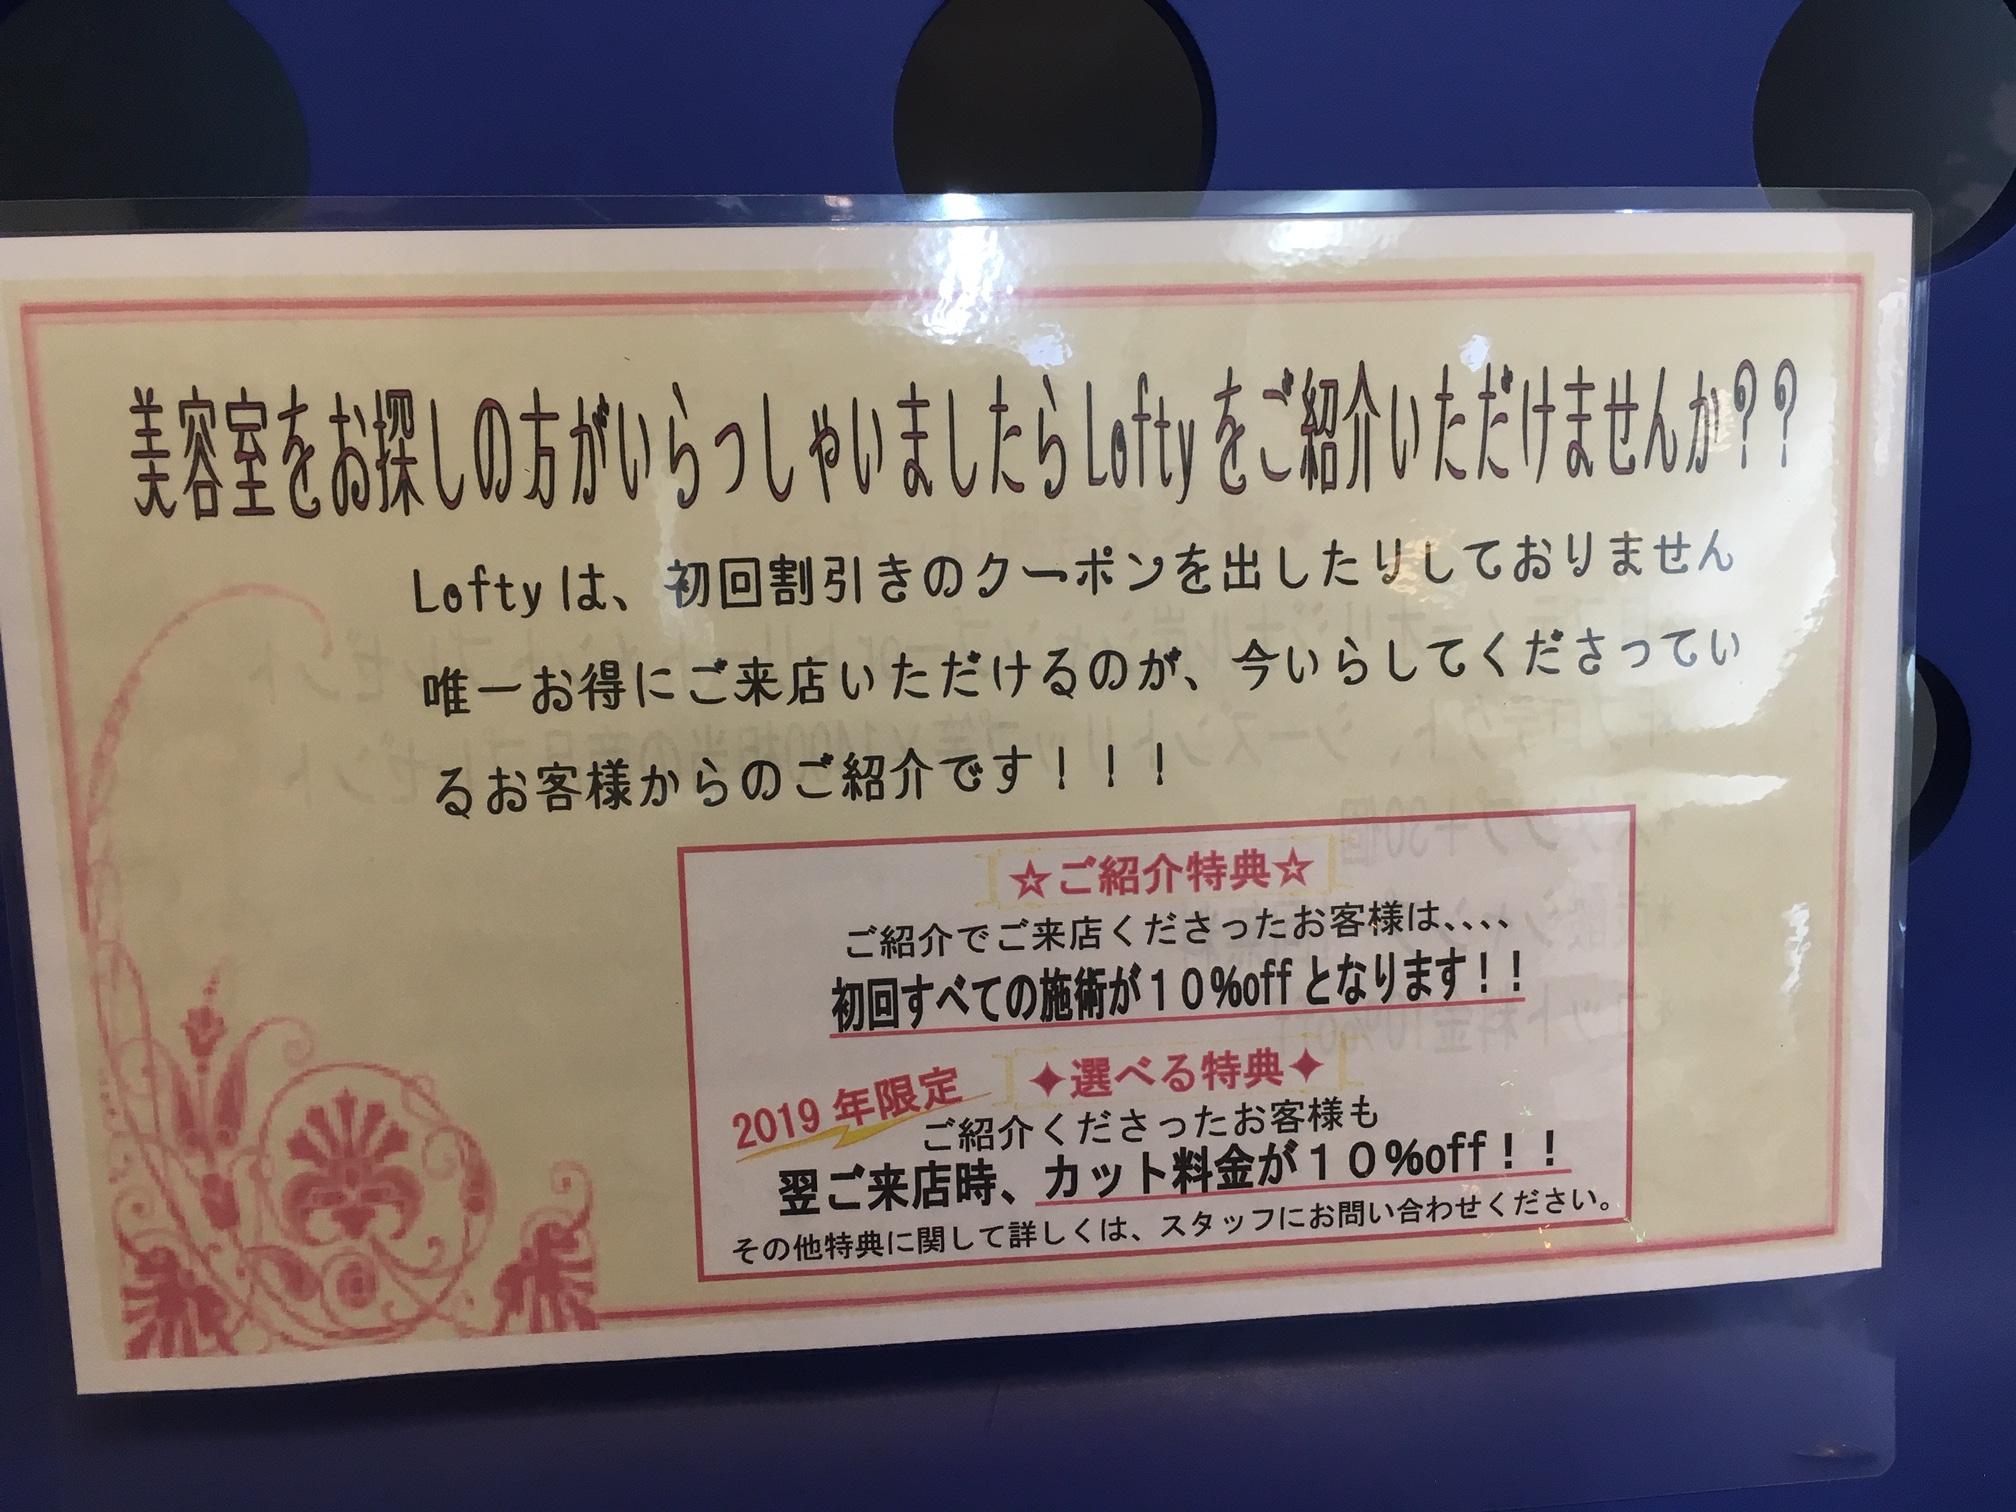 美容室をお探しの方がいらっしゃいましたらLoftyをご紹介いただけませんか？？
Loftyは、初回割引きのクーポンを出したりしておりません
唯一お得にご来店いただけるのが、今いらしてくださってい
るお客様からのご紹介です！！！
☆ご紹介特典☆
ご紹介でご来店くださったお客様は、、、、
初回すべての施術が１０％offとなります！！
2019年限定
✦選べる特典✦
ご紹介くださったお客様も
翌ご来店時、カット料金が１０％off！！
その他特典に関して詳しくは、スタッフにお問い合わせください。